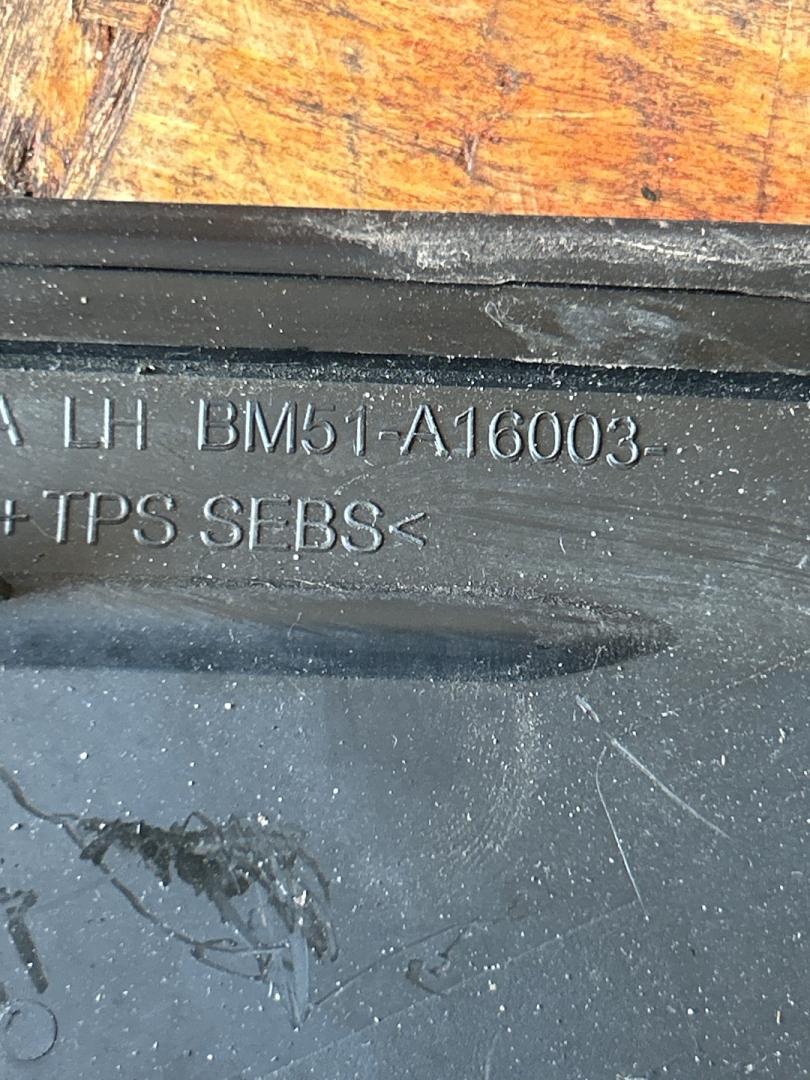 A LH BM51-A16003-
+TPS SEBS<